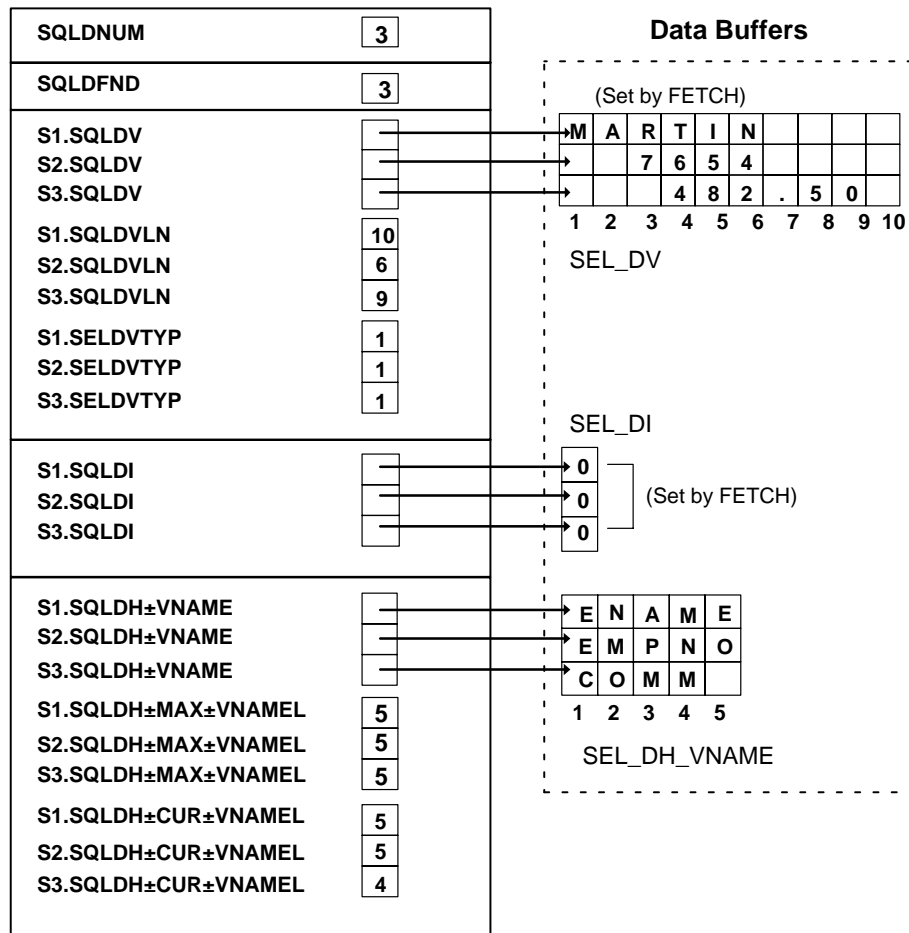 SQLDNUM 3
SQLDFND 3
S1.SQLDV
S2.SQLDV
S3.SQLDV
S1.SQLDVLN 10
S2.SQLDVLN 6
S3.SQLDVLN 9
S1.SELDVTYP 1
S2.SELDVTYP 1
S3.SELDVTYP 1
S1.SQLDI
S2.SQLDI
S3.SQLDI
S1.SQLDH±VNAME
S2.SQLDH±VNAME
S3.SQLDH±VNAME
S1.SQLDH±MAX±VNAMEL 5
S2.SQLDH±MAX±VNAMEL 5
S3.SQLDH±MAX±VNAMEL 5
S1.SQLDH±CUR±VNAMEL 5
S2.SQLDH±CUR±VNAMEL 5
S3.SQLDH±CUR±VNAMEL 4
Data Buffers
(Set by FETCH)
M A R T I N
7 6 5 4
4 8 2 . 5 0
1 2 3 4 5 6 7 8 9 10
SEL_DV
SEL_DI
0
0
0
(Set by FETCH)
E N A M E
E M P N O
C O M M
1 2 3 4 5
SEL_DH_VNAME